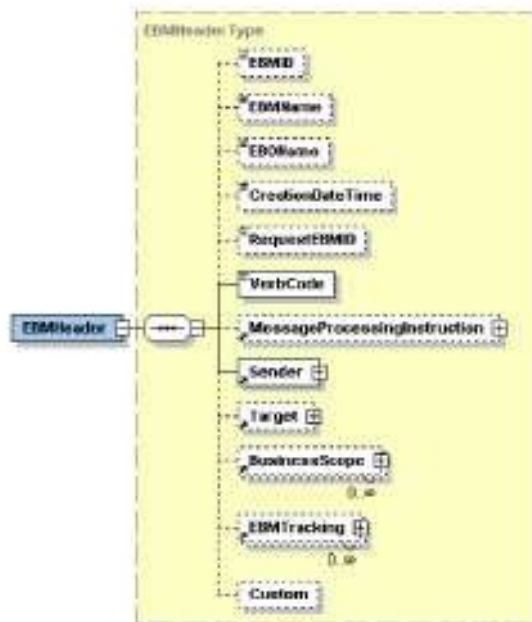 EBMHeaderType
EBMID
EBMName
EBOName
CreationDateTime
RequestEBMID
VerbCode
EBMHeader
MessageProcessingInstruction
Sender
Target
BusinessScope
0..∞
EBMTracking
0..∞
Custom